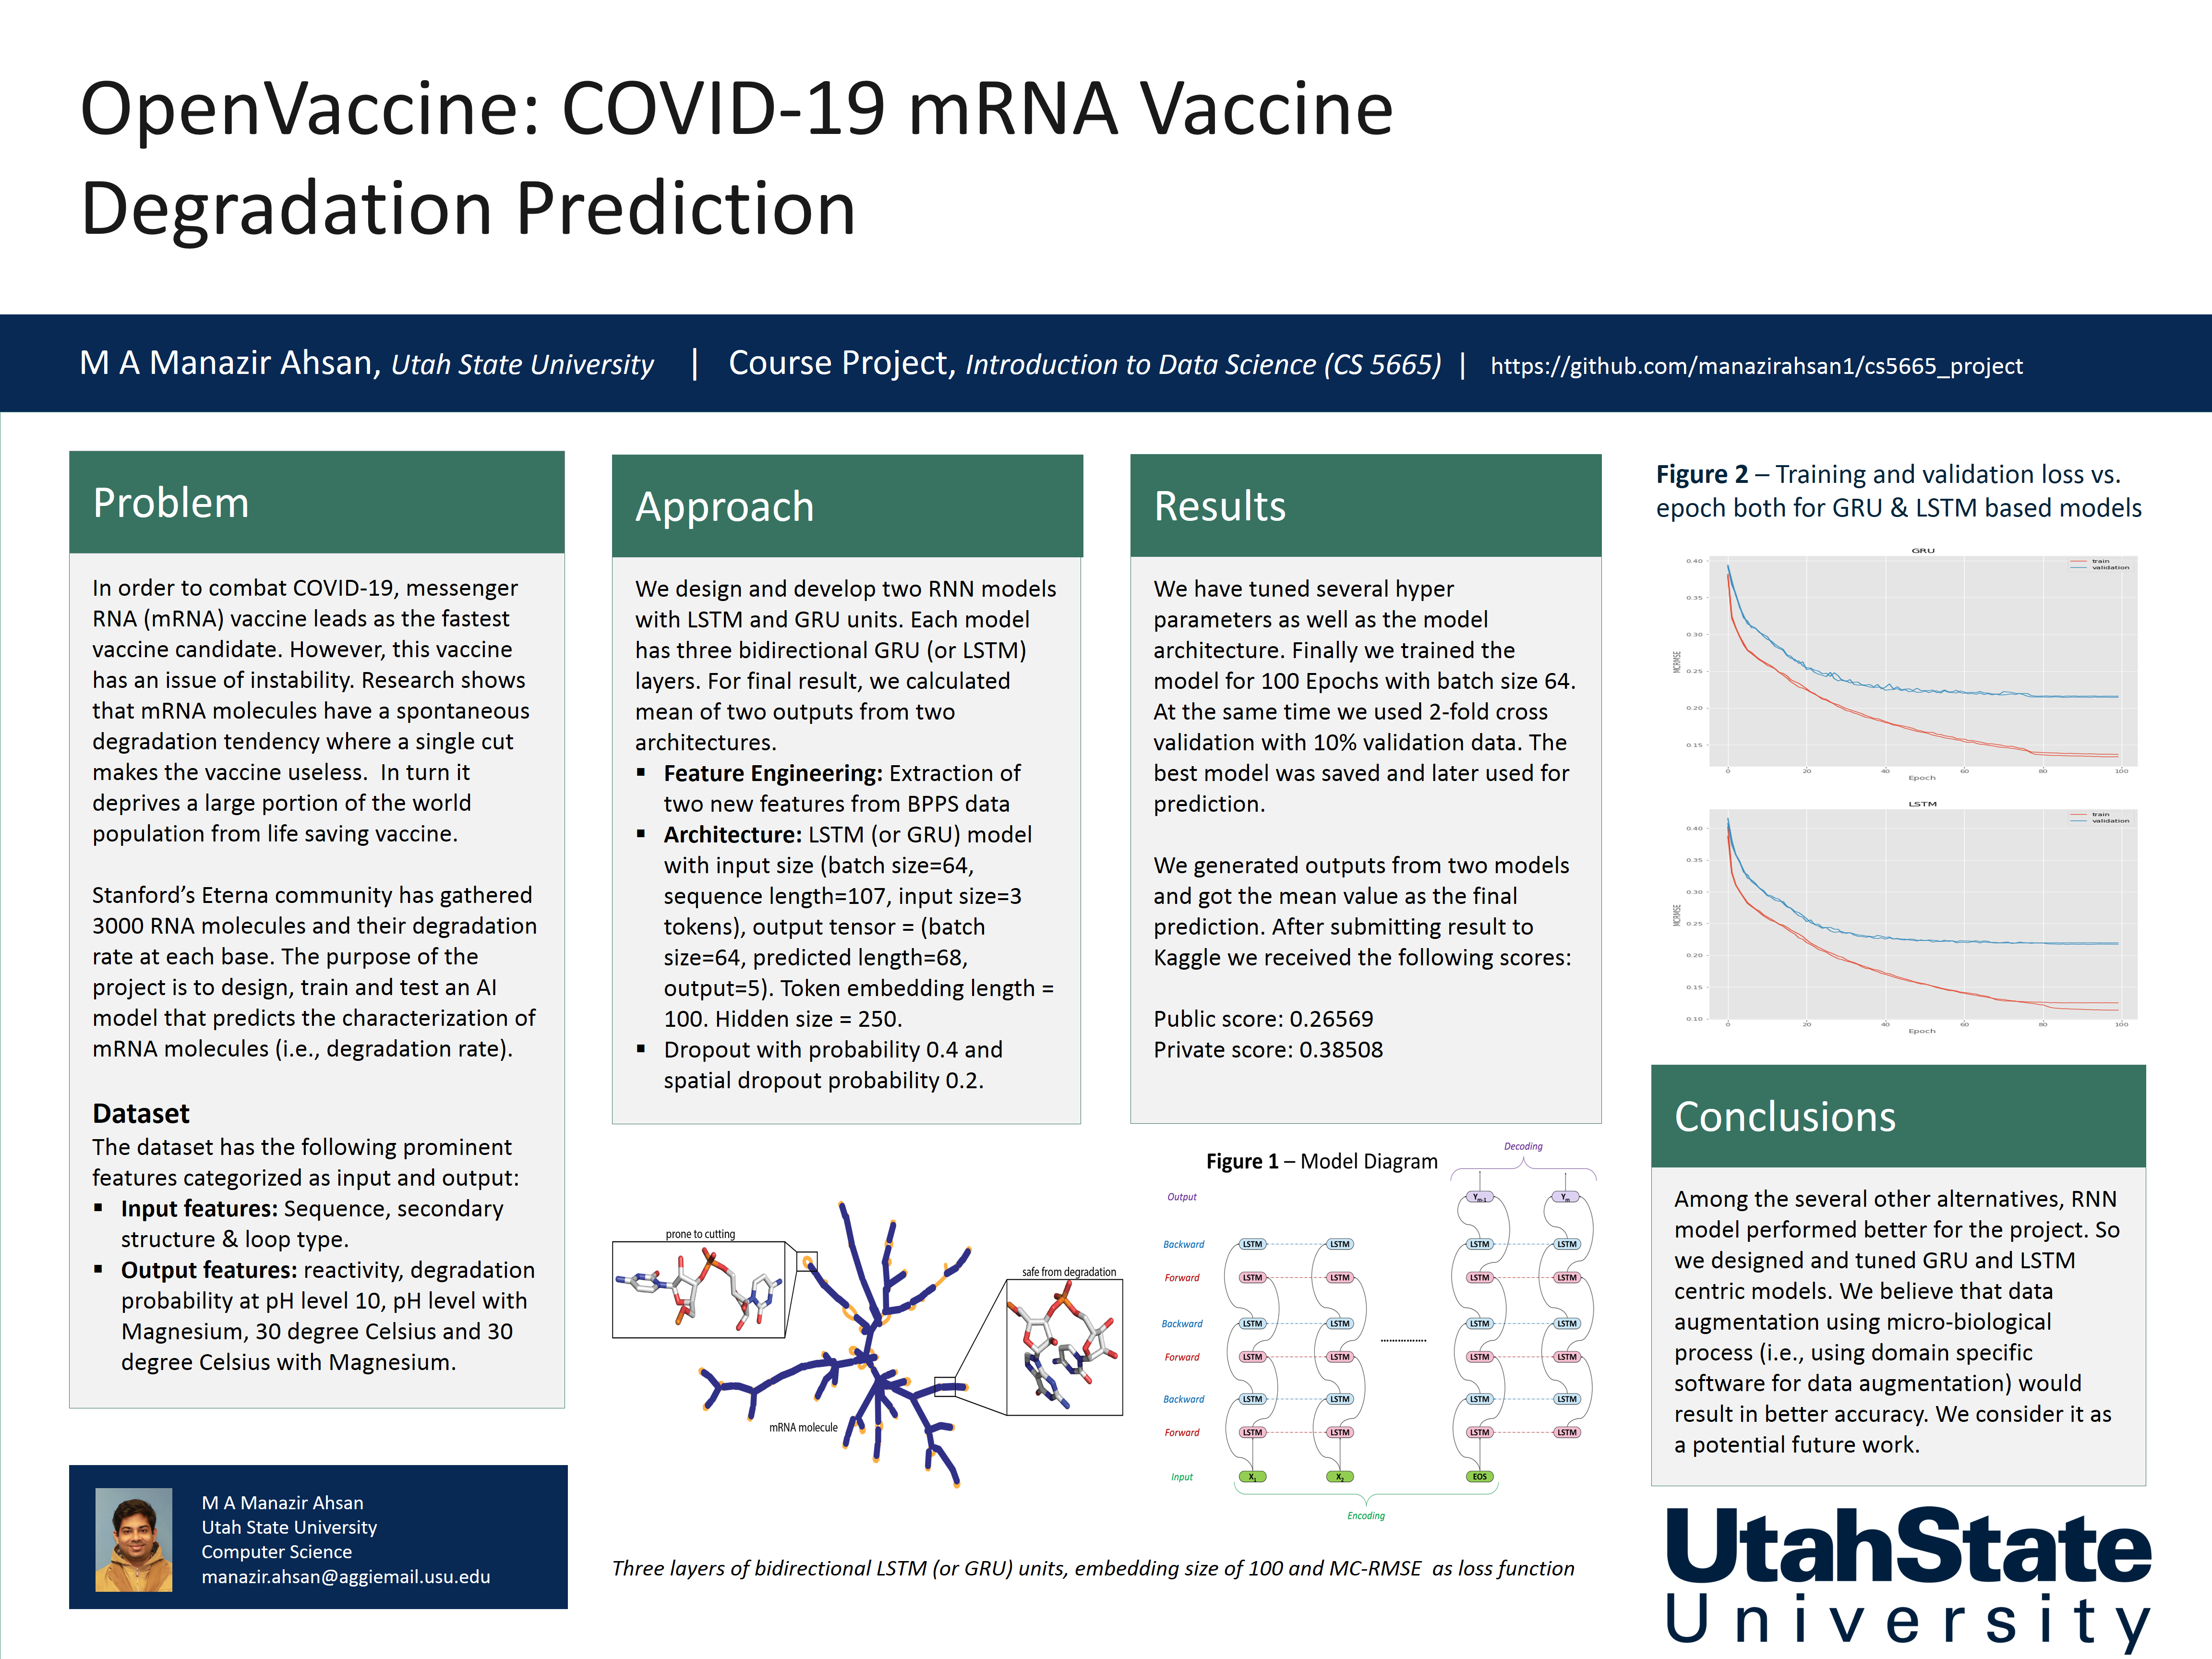 OpenVaccine: COVID-19 mRNA Vaccine
Degradation Prediction
M A Manazir Ahsan, Utah State University | Course Project, Introduction to Data Science (CS 5665) | https://github.com/manazirahsan1/cs5665_project
Problem
In order to combat COVID-19, messenger
RNA (mRNA) vaccine leads as the fastest
vaccine candidate. However, this vaccine
has an issue of instability. Research shows
that mRNA molecules have a spontaneous
degradation tendency where a single cut
makes the vaccine useless.  In turn it
deprives a large portion of the world
population from life saving vaccine.
Stanford's Eterna community has gathered
3000 RNA molecules and their degradation
rate at each base. The purpose of the
project is to design, train and test an AI
model that predicts the characterization of
mRNA molecules (i.e., degradation rate).
Dataset
The dataset has the following prominent
features categorized as input and output:
▪ Input features: Sequence, secondary
structure & loop type.
▪ Output features: reactivity, degradation
probability at pH level 10, pH level with
Magnesium, 30 degree Celsius and 30
degree Celsius with Magnesium.
M A Manazir Ahsan
Utah State University
Computer Science
manazir.ahsan@aggiemail.usu.edu
Approach
We design and develop two RNN models
with LSTM and GRU units. Each model
has three bidirectional GRU (or LSTM)
layers. For final result, we calculated
mean of two outputs from two
architectures.
▪ Feature Engineering: Extraction of
two new features from BPPS data
▪ Architecture: LSTM (or GRU) model
with input size (batch size=64,
sequence length=107, input size=3
tokens), output tensor = (batch
size=64, predicted length=68,
output=5). Token embedding length =
100. Hidden size = 250.
▪ Dropout with probability 0.4 and
spatial dropout probability 0.2.
prone to cutting
safe from degradation
mRNA molecule
Results
We have tuned several hyper
parameters as well as the model
architecture. Finally we trained the
model for 100 Epochs with batch size 64.
At the same time we used 2-fold cross
validation with 10% validation data. The
best model was saved and later used for
prediction.
We generated outputs from two models
and got the mean value as the final
prediction. After submitting result to
Kaggle we received the following scores:
Public score: 0.26569
Private score: 0.38508
Figure 1 – Model Diagram
Decoding
Output Ym-1 Ym
Backward LSTM LSTM LSTM LSTM
Forward LSTM LSTM LSTM LSTM
Backward LSTM LSTM LSTM LSTM
................
Forward LSTM LSTM LSTM LSTM
Backward LSTM LSTM LSTM LSTM
Forward LSTM LSTM LSTM LSTM
Input X1 X2 EOS
Encoding
Three layers of bidirectional LSTM (or GRU) units, embedding size of 100 and MC-RMSE  as loss function
Figure 2 – Training and validation loss vs.
epoch both for GRU & LSTM based models
GRU
train
validation
0.40
0.35
0.30
0.25
0.20
0.15
MCRMSE
0 20 40 60 80 100
Epoch
LSTM
train
validation
0.40
0.35
0.30
0.25
0.20
0.15
0.10
MCRMSE
0 20 40 60 80 100
Epoch
Conclusions
Among the several other alternatives, RNN
model performed better for the project. So
we designed and tuned GRU and LSTM
centric models. We believe that data
augmentation using micro-biological
process (i.e., using domain specific
software for data augmentation) would
result in better accuracy. We consider it as
a potential future work.
UtahState
University